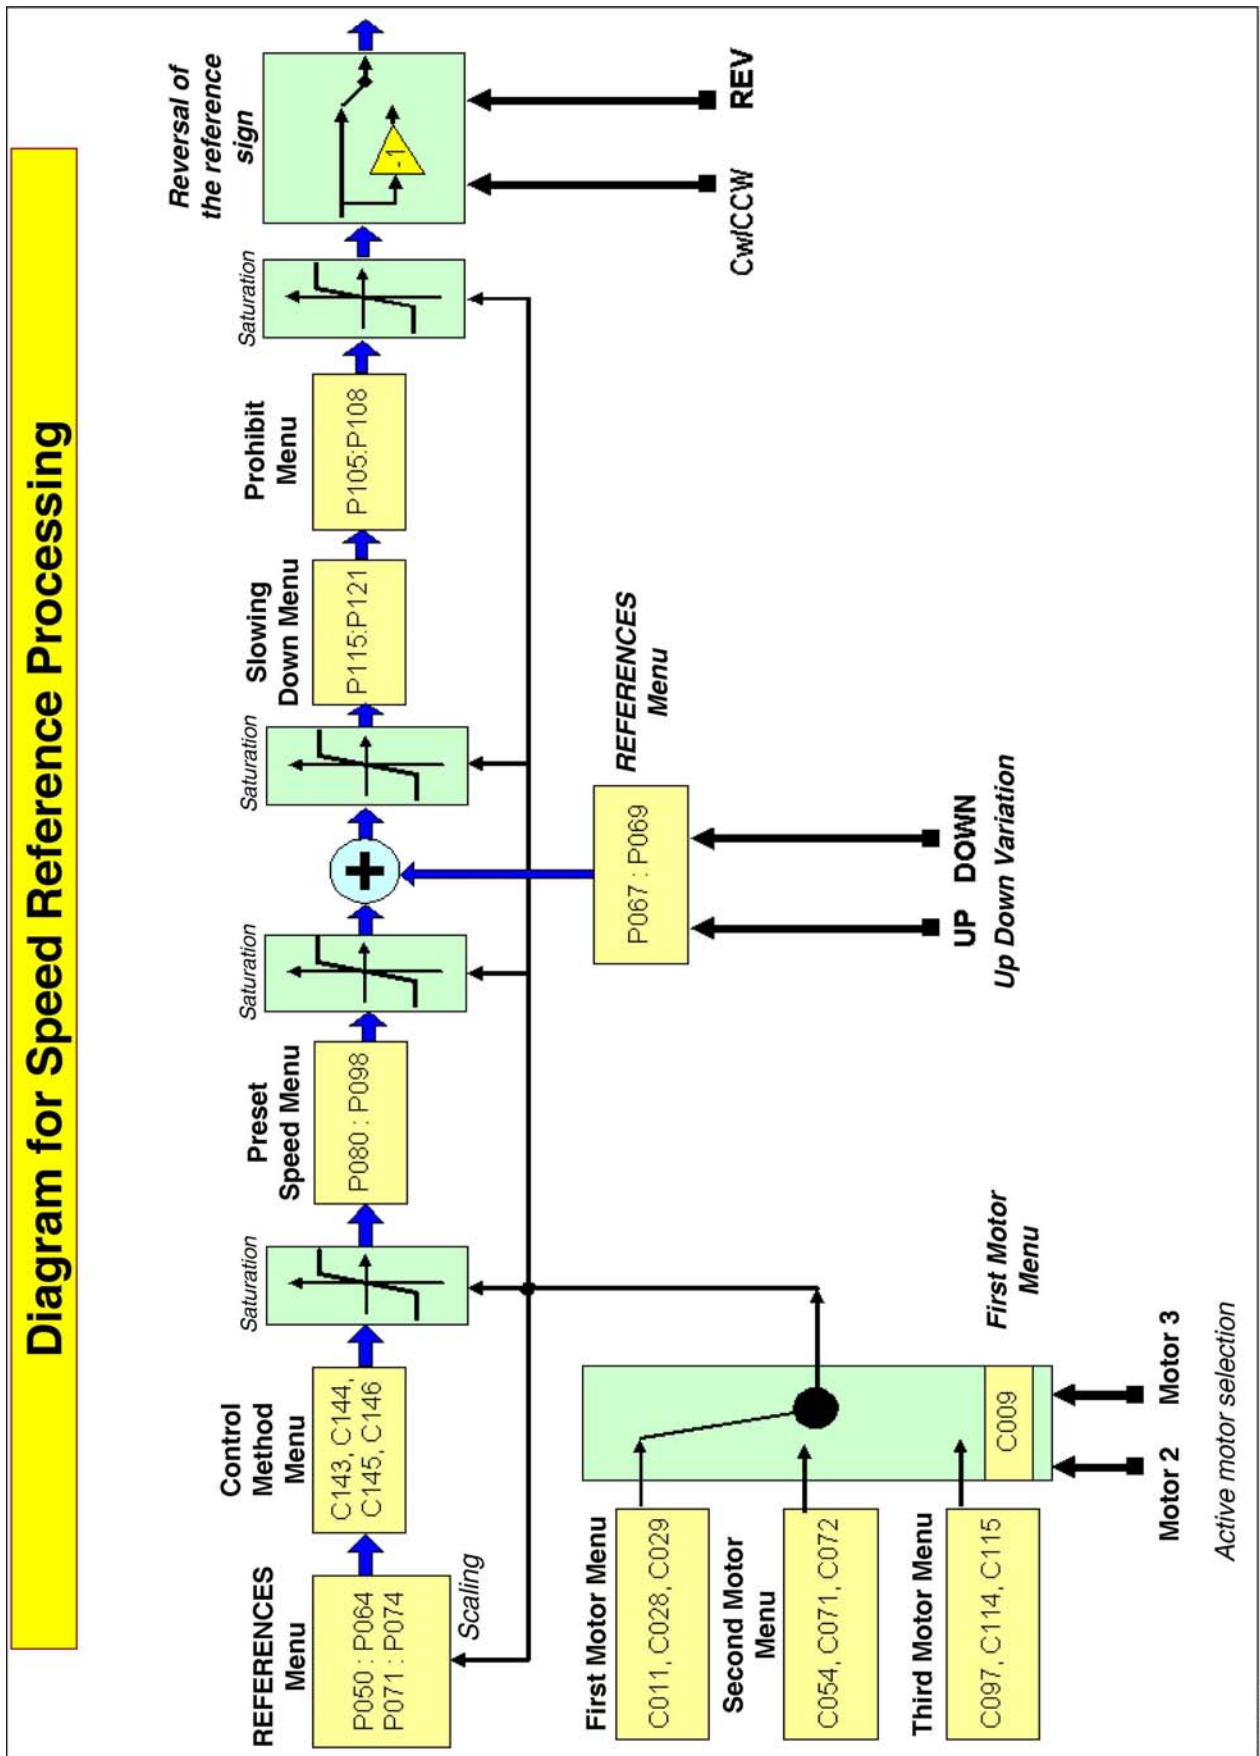 Diagram for Speed Reference Processing
REFERENCES
Menu
P050 : P064
P071 : P074
Scaling
Control
Method
Menu
C143, C144,
C145, C146
Saturation
Preset
Speed Menu
P080 : P098
Saturation
+
Saturation
Slowing
Down Menu
P115:P121
Prohibit
Menu
P105:P108
Saturation
Reversal of
the reference
sign
-1
First Motor Menu
C011, C028, C029
Second Motor
Menu
C054, C071, C072
Third Motor Menu
C097, C114, C115
C009
First Motor
Menu
Motor 2
Motor 3
Active motor selection
P067 : P069
REFERENCES
Menu
UP
DOWN
Up Down Variation
Cw/CCW
REV